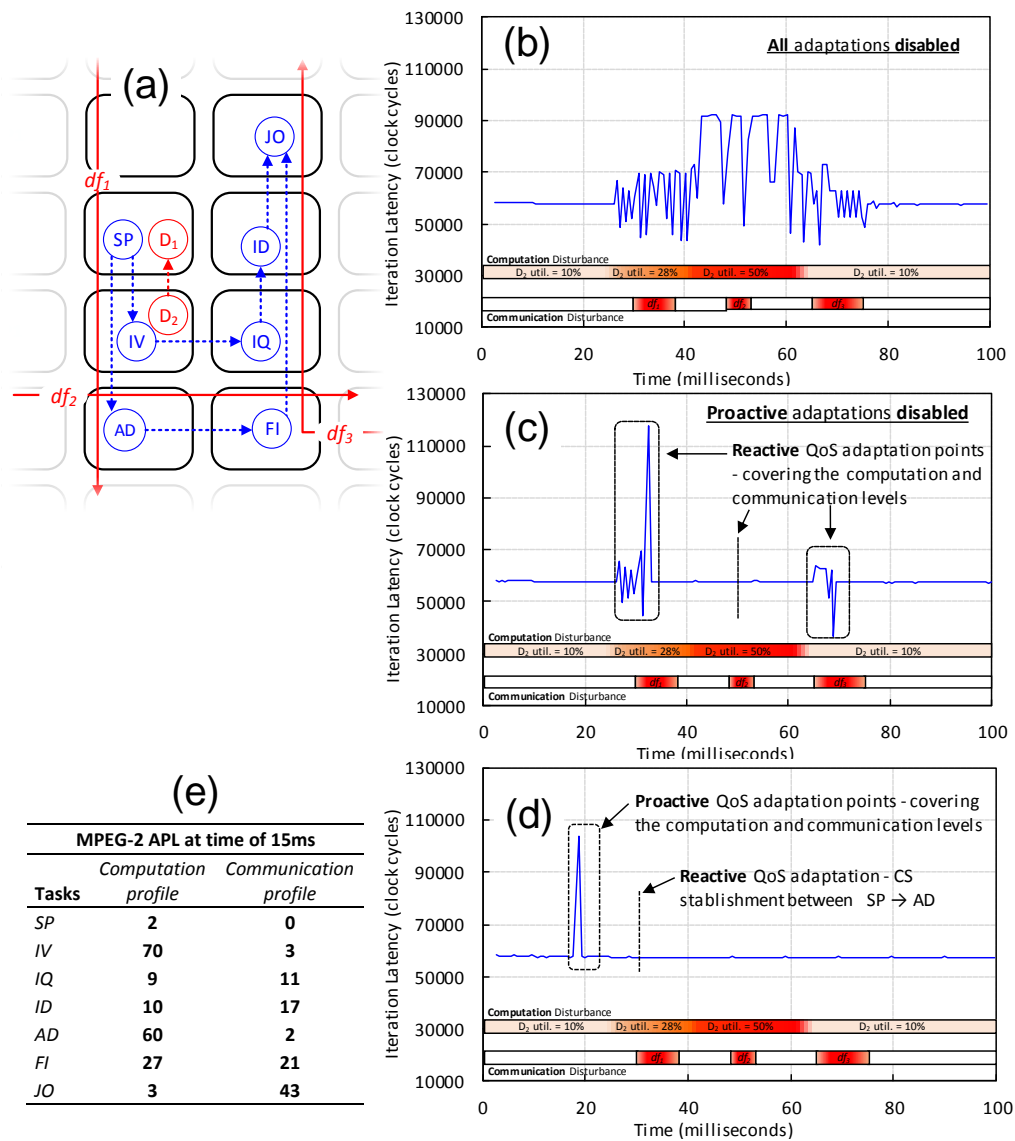 (a)
JO
df1
SP
D1
ID
D2
IV
IQ
df2
AD
FI
df3
(b)
All adaptations disabled
Iteration Latency (clock cycles)
130000
110000
90000
70000
50000
30000
10000
Computation Disturbance
D2 util. = 10%
D2 util. = 28%
D2 util. = 50%
D2 util. = 10%
df1
df2
df1
Communication Disturbance
0
20
40
60
80
100
Time (milliseconds)
(c)
Proactive adaptations disabled
Reactive QoS adaptation points
- covering the computation and
communication levels
Iteration Latency (clock cycles)
130000
110000
90000
70000
50000
30000
10000
Computation Disturbance
D2 util. = 10%
D2 util. = 28%
D2 util. = 50%
D2 util. = 10%
df1
df2
df1
Communication Disturbance
0
20
40
60
80
100
Time (milliseconds)
(d)
Proactive QoS adaptation points - covering
the computation and communication levels
Reactive QoS adaptation - CS
stablishment between SP → AD
Iteration Latency (clock cycles)
130000
110000
90000
70000
50000
30000
10000
Computation Disturbance
D2 util. = 10%
D2 util. = 28%
D2 util. = 50%
D2 util. = 10%
df1
df2
df3
Communication Disturbance
0
20
40
60
80
100
Time (milliseconds)
(e)
MPEG-2 APL at time of 15ms
Tasks Computation profile Communication profile
SP 2 0
IV 70 3
IQ 9 11
ID 10 17
AD 60 2
FI 27 21
JO 3 43